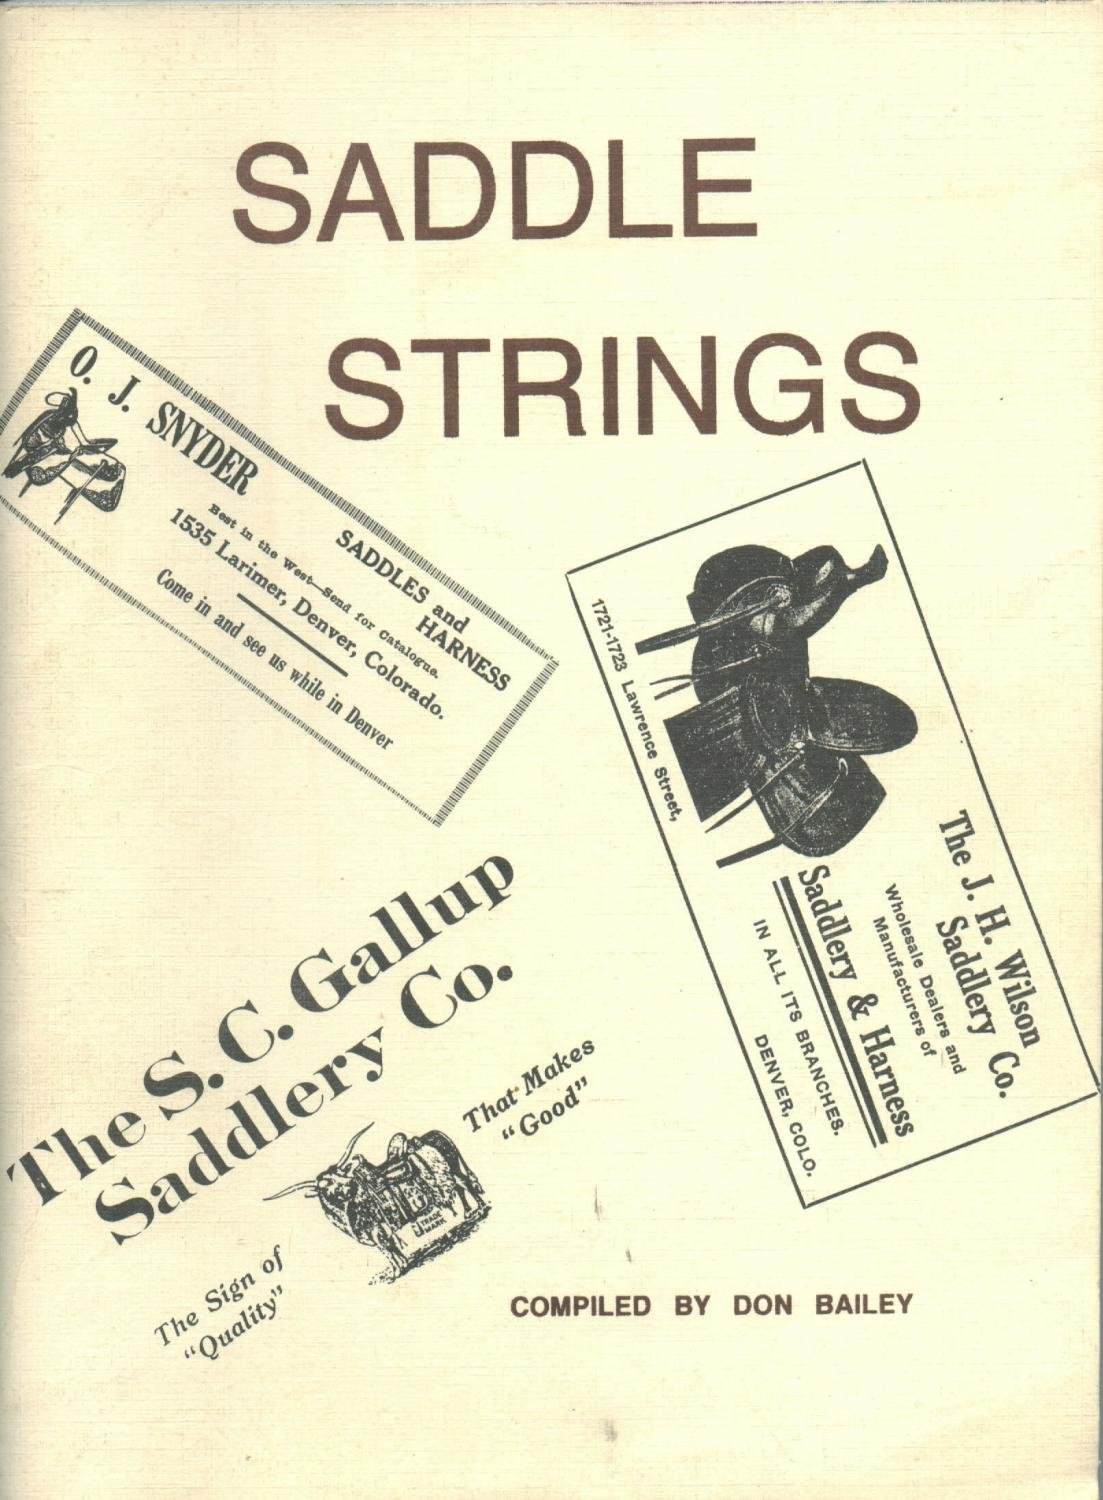 SADDLE
STRINGS
O. J. SNYDER
SADDLES and
HARNESS
Best in the West—Send for Catalogue.
1535 Larimer, Denver, Colorado.
Come in and see us while in Denver
The J. H. Wilson
Saddlery Co.
Wholesale Dealers and
Manufacturers of
Saddlery & Harness
IN ALL ITS BRANCHES.
1721-1723 Lawrence Street,
DENVER, COLO.
The S. C. Gallup
Saddlery Co.
The Sign of
"Quality"
TRADE
MARK
That Makes
"Good"
COMPILED BY DON BAILEY